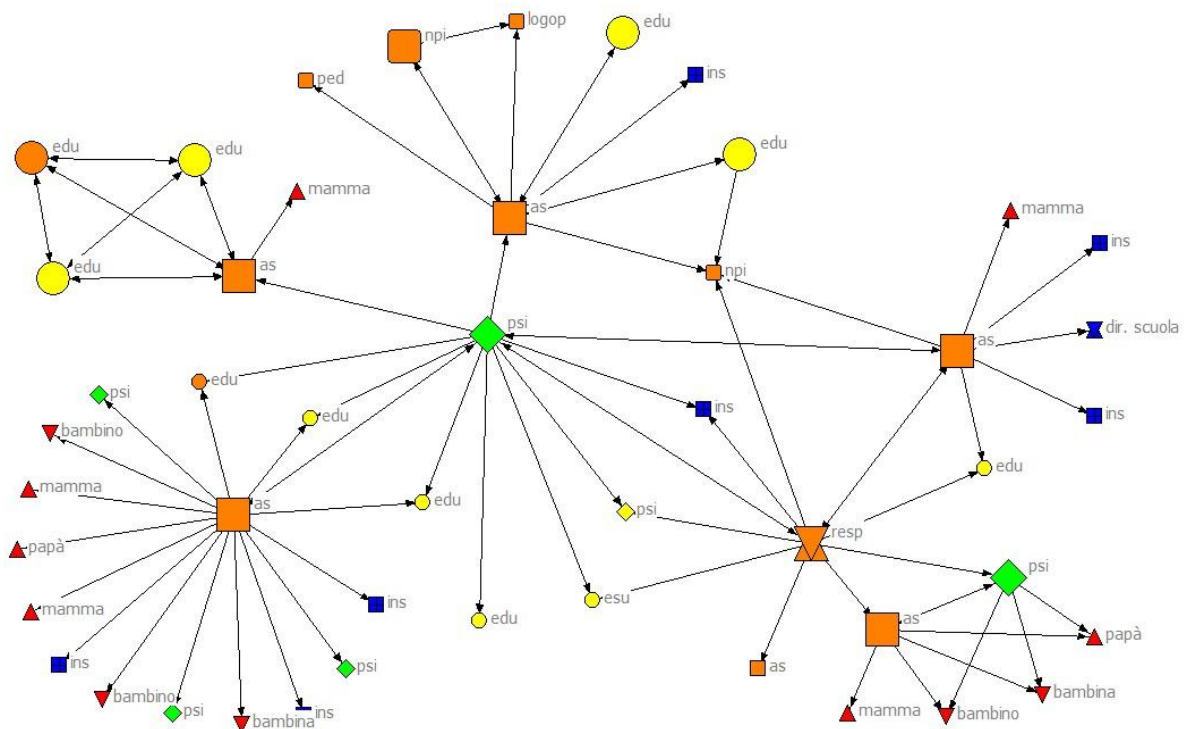 logop
edu
npi
ins
ped
edu
edu
edu
mamma
as
mamma
ins
edu
as
npi
dir. scuola
psi
as
edu
psi
ins
ins
edu
bambino
edu
mamma
as
edu
psi
resp
papà
psi
esu
ins
mamma
edu
as
papà
ins
psi
as
bambino
psi
bambina
ins
mamma
bambino
bambina